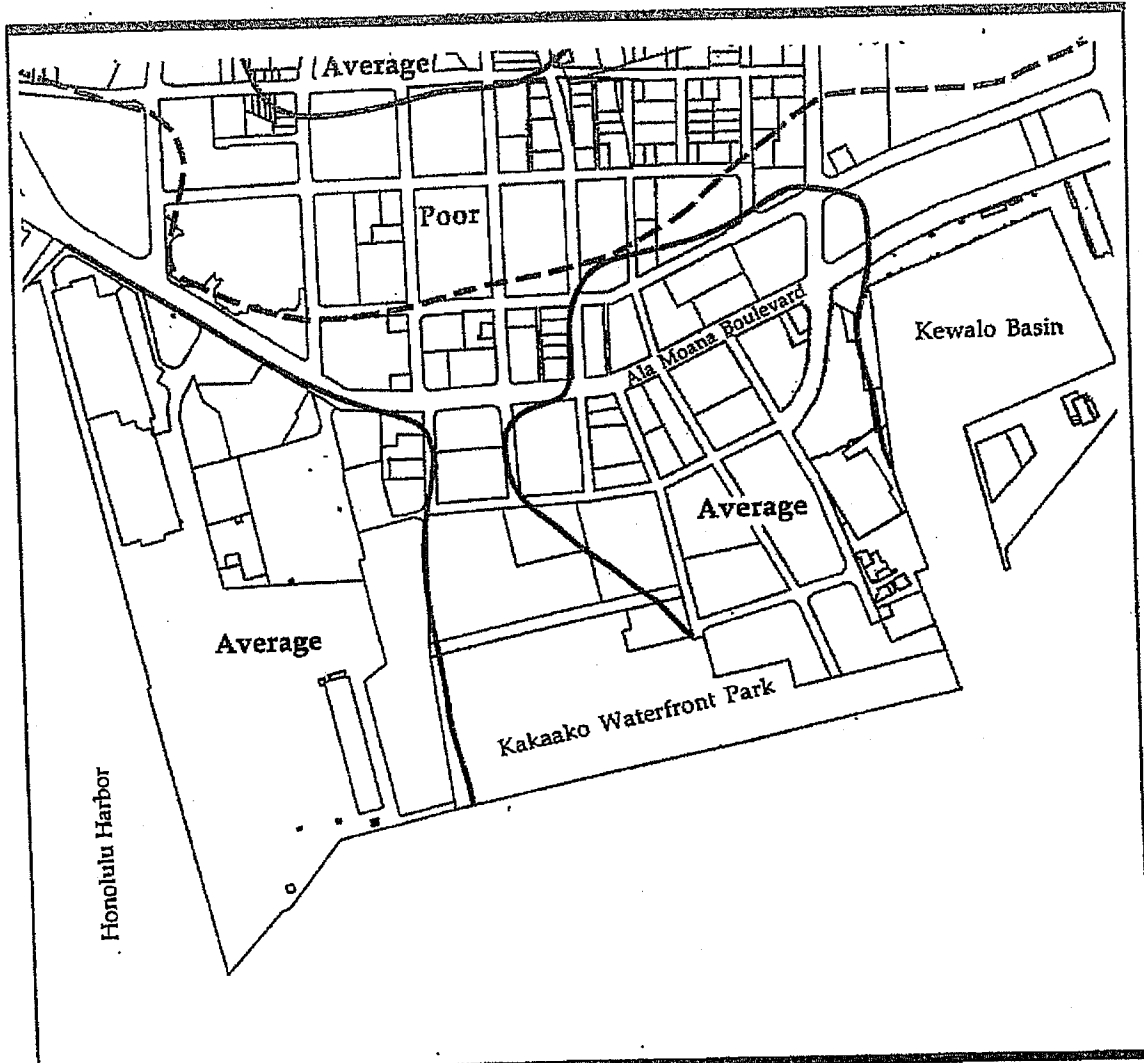 Average
Poor
Ala Moana Boulevard
Kewalo Basin
Average
Average
Kakaako Waterfront Park
Honolulu Harbor